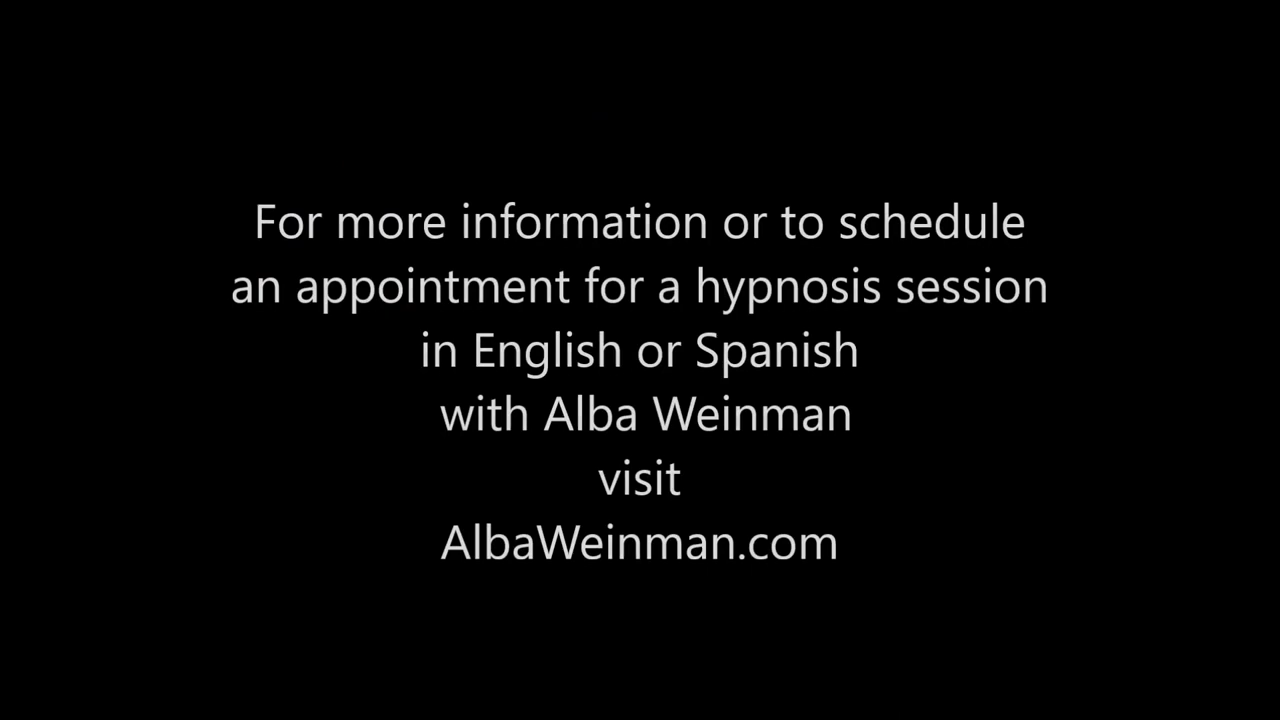 For more information or to schedule
an appointment for a hypnosis session
in English or Spanish
with Alba Weinman
visit
AlbaWeinman.com